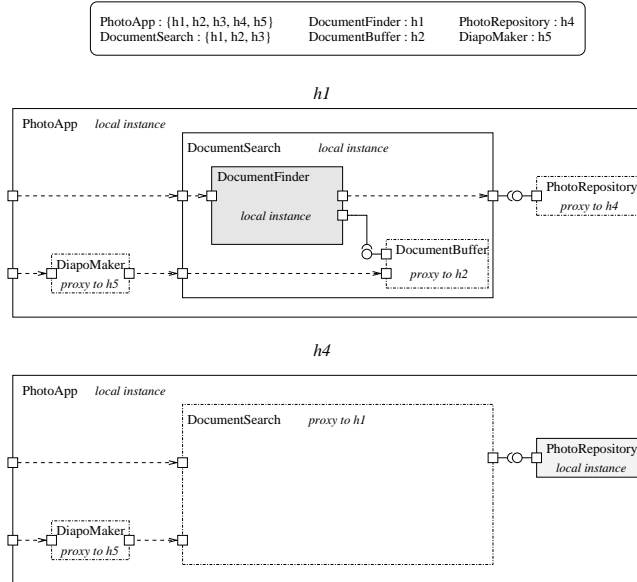 PhotoApp : {h1, h2, h3, h4, h5} DocumentFinder : h1 PhotoRepository : h4
DocumentSearch : {h1, h2, h3} DocumentBuffer : h2 DiapoMaker : h5
h1
PhotoApp local instance
DocumentSearch local instance
DocumentFinder
local instance
PhotoRepository
proxy to h4
DocumentBuffer
proxy to h2
DiapoMaker
proxy to h5
h4
PhotoApp local instance
DocumentSearch proxy to h1
PhotoRepository
local instance
DiapoMaker
proxy to h5